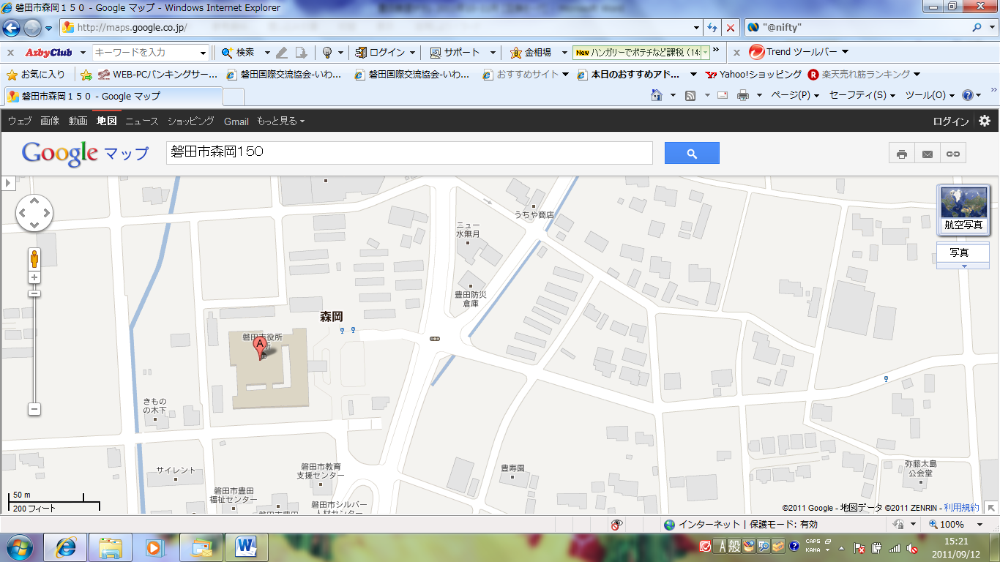 磐田市森岡１５０ - Google マップ - Windows Internet Explorer
http://maps.google.co.jp/
"@nifty"
AzbyClub キーワードを入力 検索 ログイン サポート 金相場 New ハンガリーでポテチなど課税（14: Trend ツールバー
お気に入り WEB-PCバンキングサー... 磐田国際交流協会-いわ... 磐田国際交流協会-いわ... おすすめサイト 本日のおすすめアド... Yahoo!ショッピング 楽天売れ筋ランキング
磐田市森岡１５０ - Google マップ
ページ(P) セーフティ(S) ツール(O)
ウェブ 画像 動画 地図 ニュース ショッピング Gmail もっと見る ログイン
Google マップ 磐田市森岡150
うちや商店
ニュー
水無月
航空写真
写真
豊田防災
倉庫
森岡
磐田市役所
A
きもの
の木下
サイレント
磐田市教育
支援センター
豊寿園
弥藤太島
公会堂
磐田市豊田
福祉センター
磐田市シルバー
人材センター
50 m
200 フィート
©2011 Google - 地図データ ©2011 ZENRIN - 利用規約
インターネット | 保護モード: 有効 100%
A 般 CAPS KANA
15:21
2011/09/12